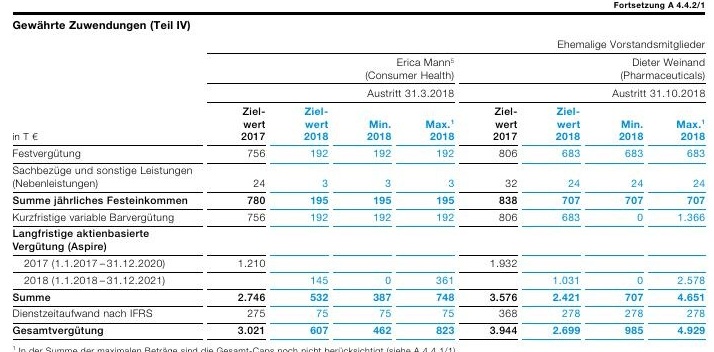 Fortsetzung A 4.4.2/1
Gewährte Zuwendungen (Teil IV)
Ehemalige Vorstandsmitglieder
Erica Mann⁵ Dieter Weinand
(Consumer Health) (Pharmaceuticals)
Austritt 31.3.2018 Austritt 31.10.2018
Ziel- Ziel- Ziel- Ziel-
wert wert Min. Max.¹ wert wert Min. Max.¹
in T € 2017 2018 2018 2018 2017 2018 2018 2018
Festvergütung 756 192 192 192 806 683 683 683
Sachbezüge und sonstige Leistungen
(Nebenleistungen) 24 3 3 3 32 24 24 24
Summe jährliches Festeinkommen 780 195 195 195 838 707 707 707
Kurzfristige variable Barvergütung 756 192 192 192 806 683 0 1.366
Langfristige aktienbasierte
Vergütung (Aspire)
2017 (1.1.2017 – 31.12.2020) 1.210 1.932
2018 (1.1.2018 – 31.12.2021) 145 0 361 1.031 0 2.578
Summe 2.746 532 387 748 3.576 2.421 707 4.651
Dienstzeitaufwand nach IFRS 275 75 75 75 368 278 278 278
Gesamtvergütung 3.021 607 462 823 3.944 2.699 985 4.929
¹ In der Summe der maximalen Beträge sind die Gesamt-Caps noch nicht berücksichtigt (siehe A 4.4.1/1)